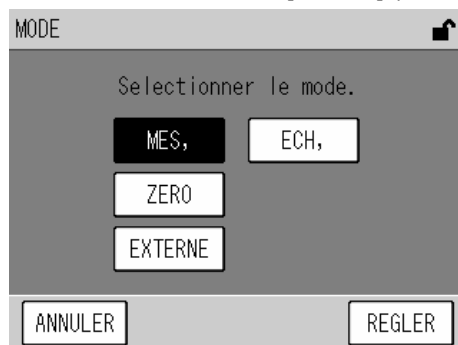 MODE
Selectionner le mode.
MES, ECH,
ZERO
EXTERNE
ANNULER REGLER